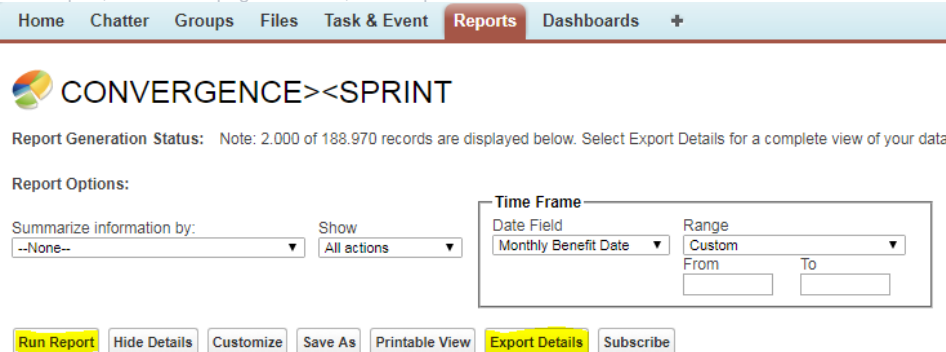 Home Chatter Groups Files Task & Event Reports Dashboards +
CONVERGENCE><SPRINT
Report Generation Status: Note: 2.000 of 188.970 records are displayed below. Select Export Details for a complete view of your data
Report Options:
Time Frame
Summarize information by: Show Date Field Range
--None-- All actions Monthly Benefit Date Custom
From To
Run Report Hide Details Customize Save As Printable View Export Details Subscribe